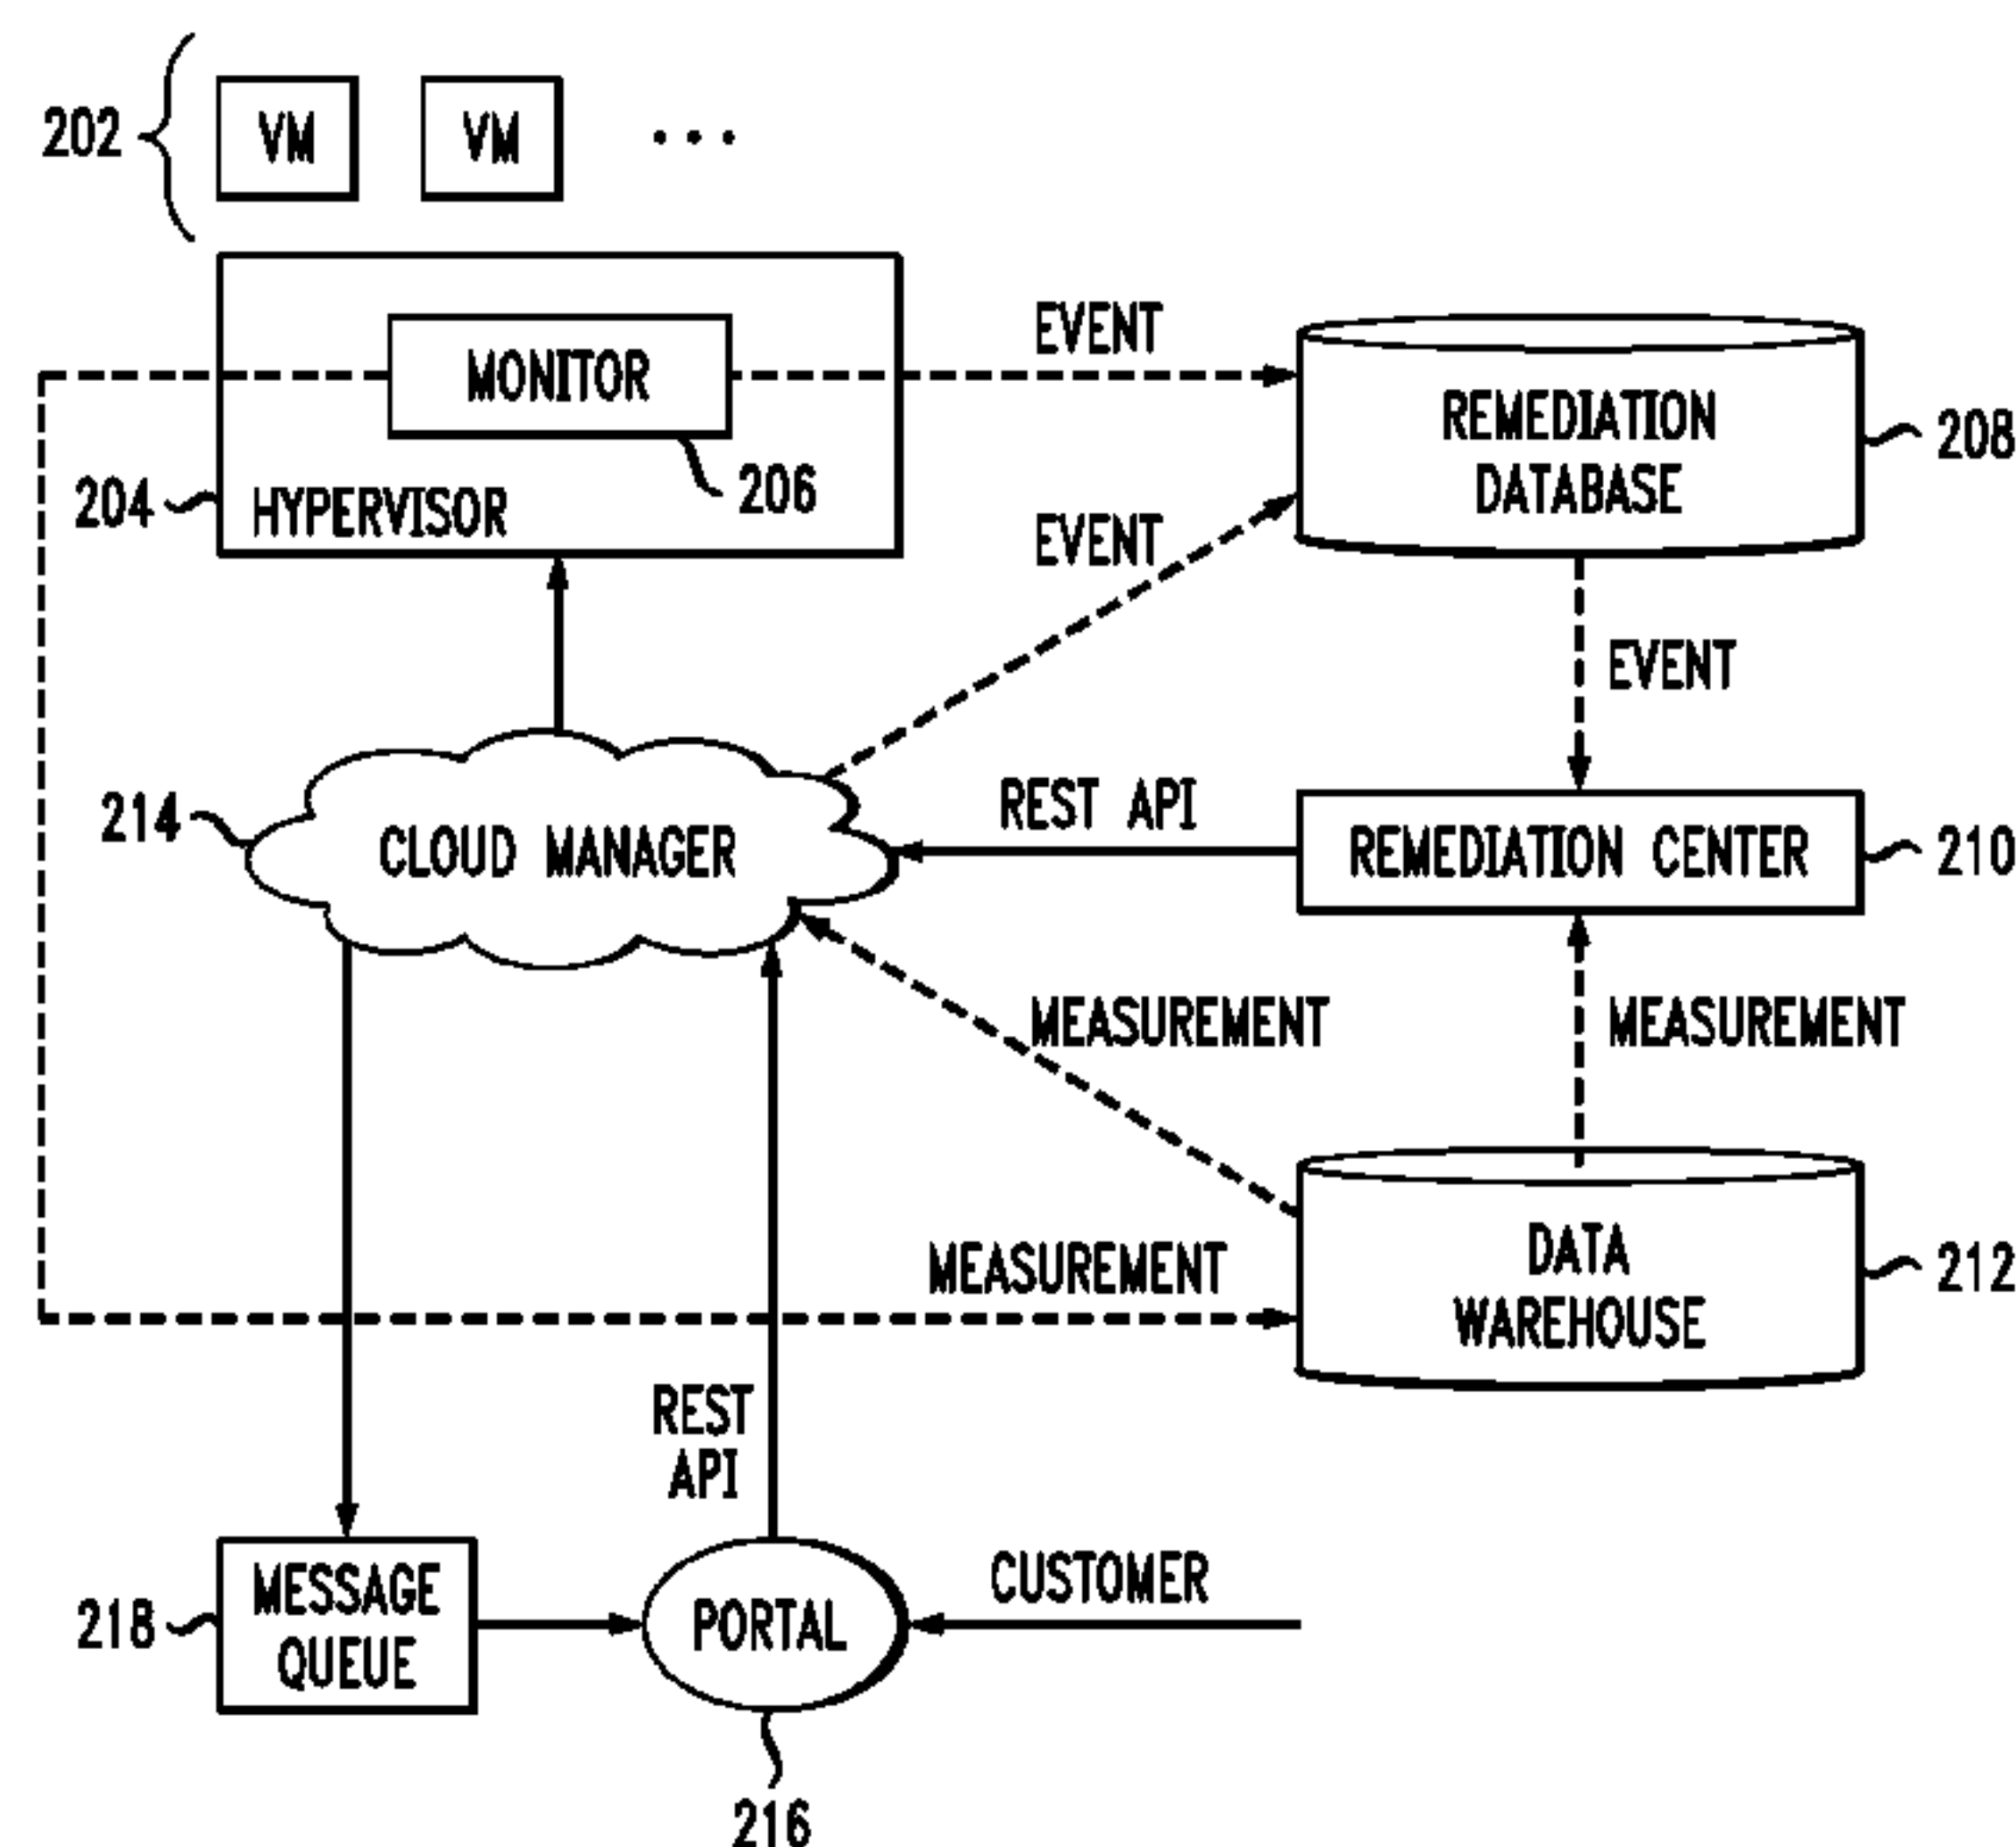 202
VM
VM
...
MONITOR
206
204
HYPERVISOR
EVENT
REMEDIATION
DATABASE
208
EVENT
EVENT
214
CLOUD MANAGER
REST API
REMEDIATION CENTER
210
MEASUREMENT
MEASUREMENT
MEASUREMENT
DATA
WAREHOUSE
212
REST
API
MESSAGE
QUEUE
218
PORTAL
CUSTOMER
216